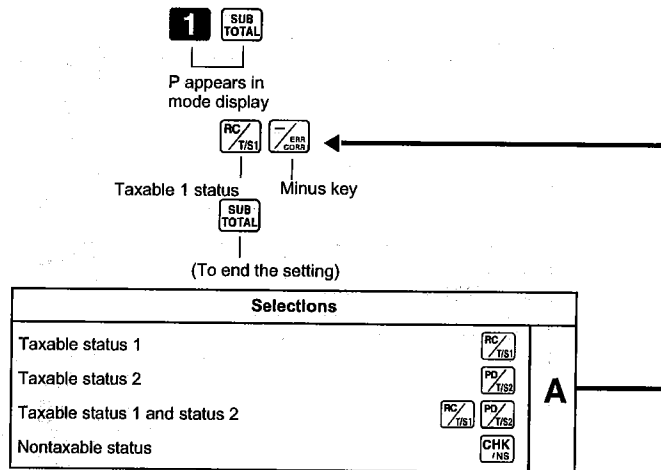 1 SUB TOTAL
P appears in
mode display
RC T/S1 – ERR CORR
Taxable 1 status Minus key
SUB TOTAL
(To end the setting)
Selections
Taxable status 1 RC T/S1
Taxable status 2 PD T/S2
Taxable status 1 and status 2 RC T/S1 PD T/S2
Nontaxable status CHK /NS
A